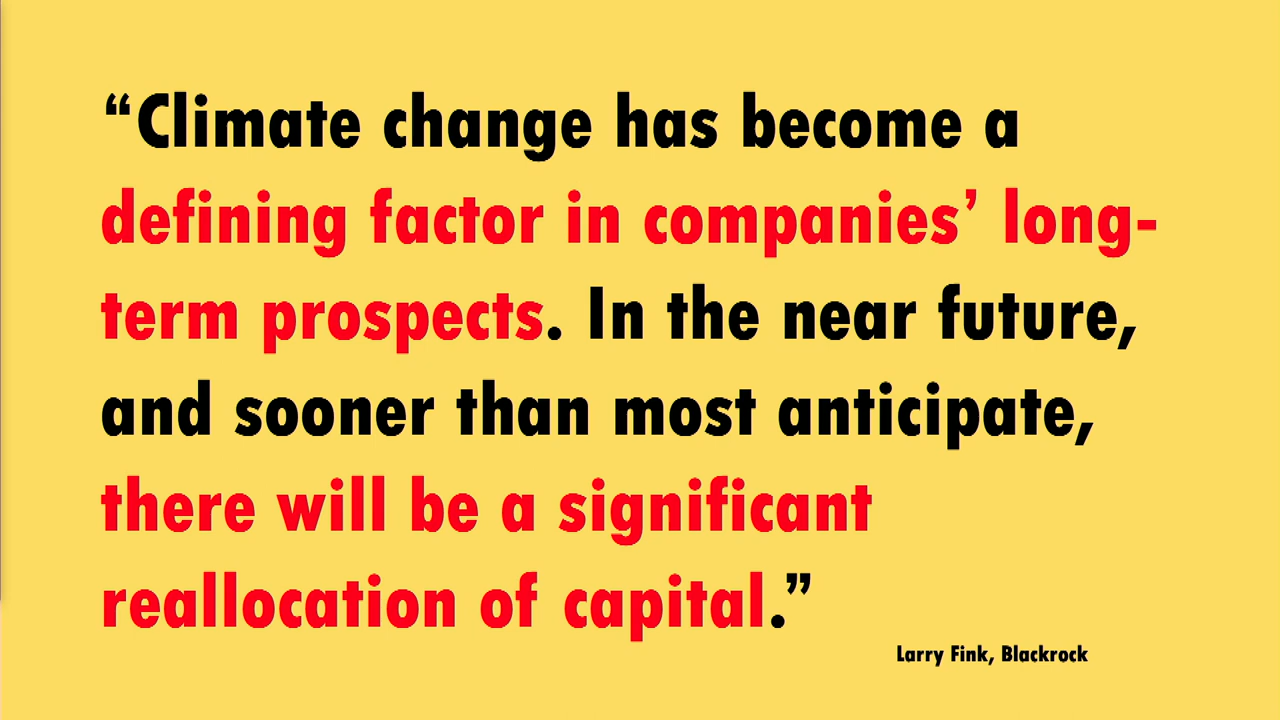 “Climate change has become a
defining factor in companies’ long-
term prospects. In the near future,
and sooner than most anticipate,
there will be a significant
reallocation of capital.”
Larry Fink, Blackrock